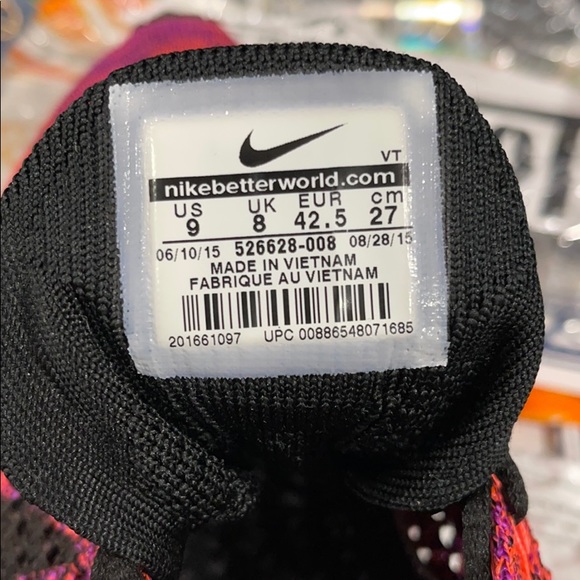 VT
nikebetterworld.com
US UK EUR cm
9 8 42.5 27
06/10/15 526628-008 08/28/15
MADE IN VIETNAM
FABRIQUE AU VIETNAM
201661097 UPC 00886548071685